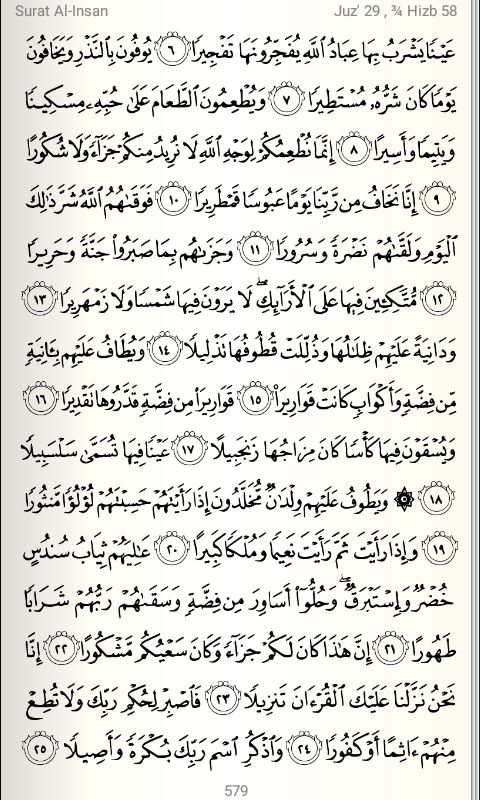 Surat Al-Insan Juz' 29 , ¾ Hizb 58
عَيْنٗا يَشْرَبُ بِهَا عِبَادُ ٱللَّهِ يُفَجِّرُونَهَا تَفْجِيرٗا ٦ يُوفُونَ بِٱلنَّذْرِ وَيَخَافُونَ
يَوْمٗا كَانَ شَرُّهُۥ مُسْتَطِيرٗا ٧ وَيُطْعِمُونَ ٱلطَّعَامَ عَلَىٰ حُبِّهِۦ مِسْكِينٗا
وَيَتِيمٗا وَأَسِيرًا ٨ إِنَّمَا نُطْعِمُكُمْ لِوَجْهِ ٱللَّهِ لَا نُرِيدُ مِنكُمْ جَزَآءٗ وَلَا شُكُورًا
٩ إِنَّا نَخَافُ مِن رَّبِّنَا يَوْمًا عَبُوسٗا قَمْطَرِيرٗا ١٠ فَوَقَىٰهُمُ ٱللَّهُ شَرَّ ذَٰلِكَ
ٱلْيَوْمِ وَلَقَّىٰهُمْ نَضْرَةٗ وَسُرُورٗا ١١ وَجَزَىٰهُم بِمَا صَبَرُوا۟ جَنَّةٗ وَحَرِيرٗا
١٢ مُّتَّكِـِٔينَ فِيهَا عَلَى ٱلْأَرَآئِكِۖ لَا يَرَوْنَ فِيهَا شَمْسٗا وَلَا زَمْهَرِيرٗا ١٣
وَدَانِيَةً عَلَيْهِمْ ظِلَٰلُهَا وَذُلِّلَتْ قُطُوفُهَا تَذْلِيلٗا ١٤ وَيُطَافُ عَلَيْهِم بِـَٔانِيَةٖ
مِّن فِضَّةٖ وَأَكْوَابٖ كَانَتْ قَوَارِيرَا۠ ١٥ قَوَارِيرَا۟ مِن فِضَّةٖ قَدَّرُوهَا تَقْدِيرٗا ١٦
وَيُسْقَوْنَ فِيهَا كَأْسٗا كَانَ مِزَاجُهَا زَنجَبِيلًا ١٧ عَيْنٗا فِيهَا تُسَمَّىٰ سَلْسَبِيلٗا
١٨ ۞ وَيَطُوفُ عَلَيْهِمْ وِلْدَٰنٞ مُّخَلَّدُونَ إِذَا رَأَيْتَهُمْ حَسِبْتَهُمْ لُؤْلُؤٗا مَّنثُورٗا
١٩ وَإِذَا رَأَيْتَ ثَمَّ رَأَيْتَ نَعِيمٗا وَمُلْكٗا كَبِيرًا ٢٠ عَٰلِيَهُمْ ثِيَابُ سُندُسٍ
خُضْرٞ وَإِسْتَبْرَقٞۖ وَحُلُّوٓا۟ أَسَاوِرَ مِن فِضَّةٖ وَسَقَىٰهُمْ رَبُّهُمْ شَرَابٗا
طَهُورًا ٢١ إِنَّ هَٰذَا كَانَ لَكُمْ جَزَآءٗ وَكَانَ سَعْيُكُم مَّشْكُورًا ٢٢ إِنَّا
نَحْنُ نَزَّلْنَا عَلَيْكَ ٱلْقُرْءَانَ تَنزِيلٗا ٢٣ فَٱصْبِرْ لِحُكْمِ رَبِّكَ وَلَا تُطِعْ
مِنْهُمْ ءَاثِمًا أَوْ كَفُورٗا ٢٤ وَٱذْكُرِ ٱسْمَ رَبِّكَ بُكْرَةٗ وَأَصِيلٗا ٢٥
579